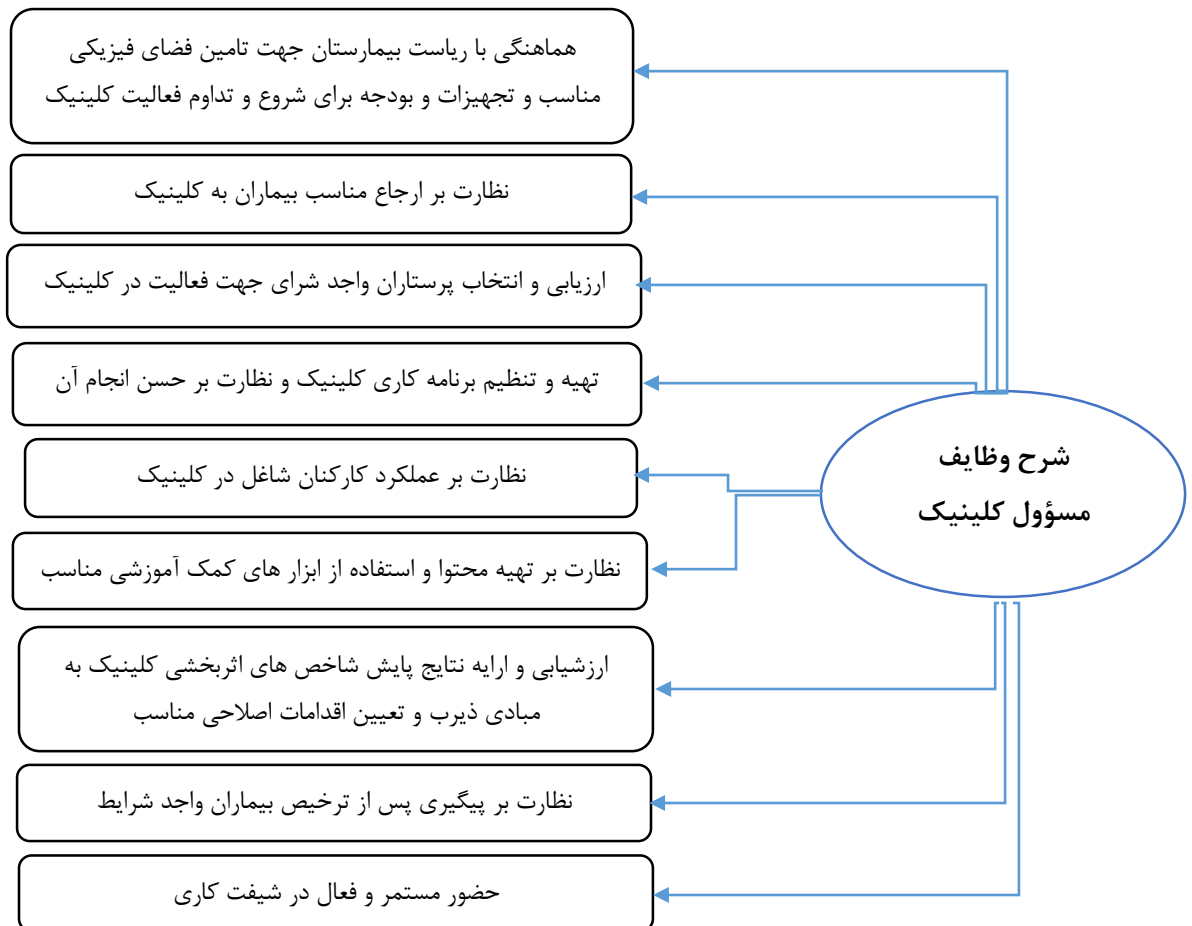 هماهنگی با ریاست بیمارستان جهت تامین فضای فیزیکی
مناسب و تجهیزات و بودجه برای شروع و تداوم فعالیت کلینیک
نظارت بر ارجاع مناسب بیماران به کلینیک
ارزیابی و انتخاب پرستاران واجد شرای جهت فعالیت در کلینیک
تهیه و تنظیم برنامه کاری کلینیک و نظارت بر حسن انجام آن
شرح وظایف
مسؤول کلینیک
نظارت بر عملکرد کارکنان شاغل در کلینیک
نظارت بر تهیه محتوا و استفاده از ابزار های کمک آموزشی مناسب
ارزشیابی و ارایه نتایج پایش شاخص های اثربخشی کلینیک به
مبادی ذیرب و تعیین اقدامات اصلاحی مناسب
نظارت بر پیگیری پس از ترخیص بیماران واجد شرایط
حضور مستمر و فعال در شیفت کاری